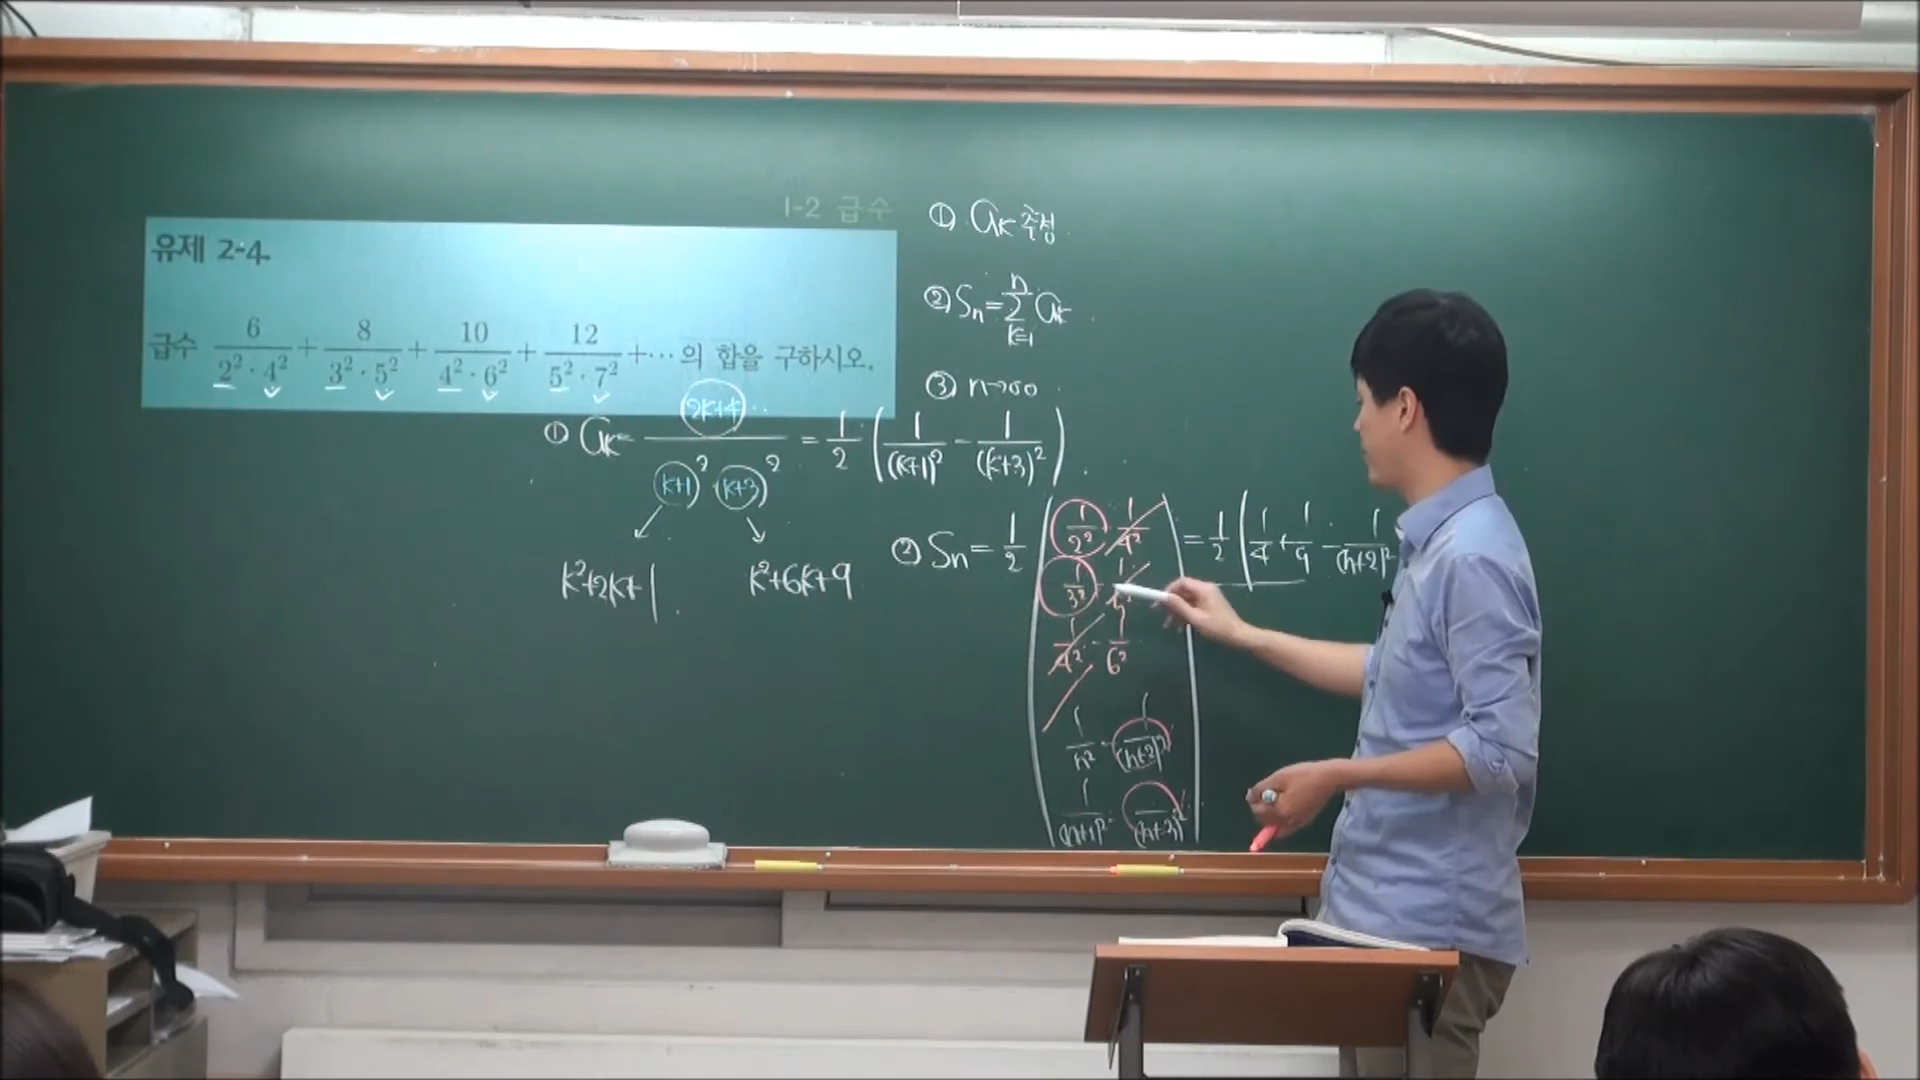 1-2 급수
유제 2-4.
급수 6/(2²·4²) + 8/(3²·5²) + 10/(4²·6²) + 12/(5²·7²) + ⋯ 의 합을 구하시오.
① aₖ 추정
② Sₙ = Σₖ₌₁ⁿ aₖ
③ n→∞
① aₖ = (2k+4)/((k+1)²·(k+3)²) = 1/2 (1/(k+1)² - 1/(k+3)²)
k²+2k+1 k²+6k+9
② Sₙ = 1/2 ( 1/2² - 1/4² = 1/2 ( 1/4 + 1/9 - 1/(n+2)²
1/3² - 1/5²
1/4² - 1/6²
1/n² - 1/(n+2)²
1/(n+1)² - 1/(n+3)² )